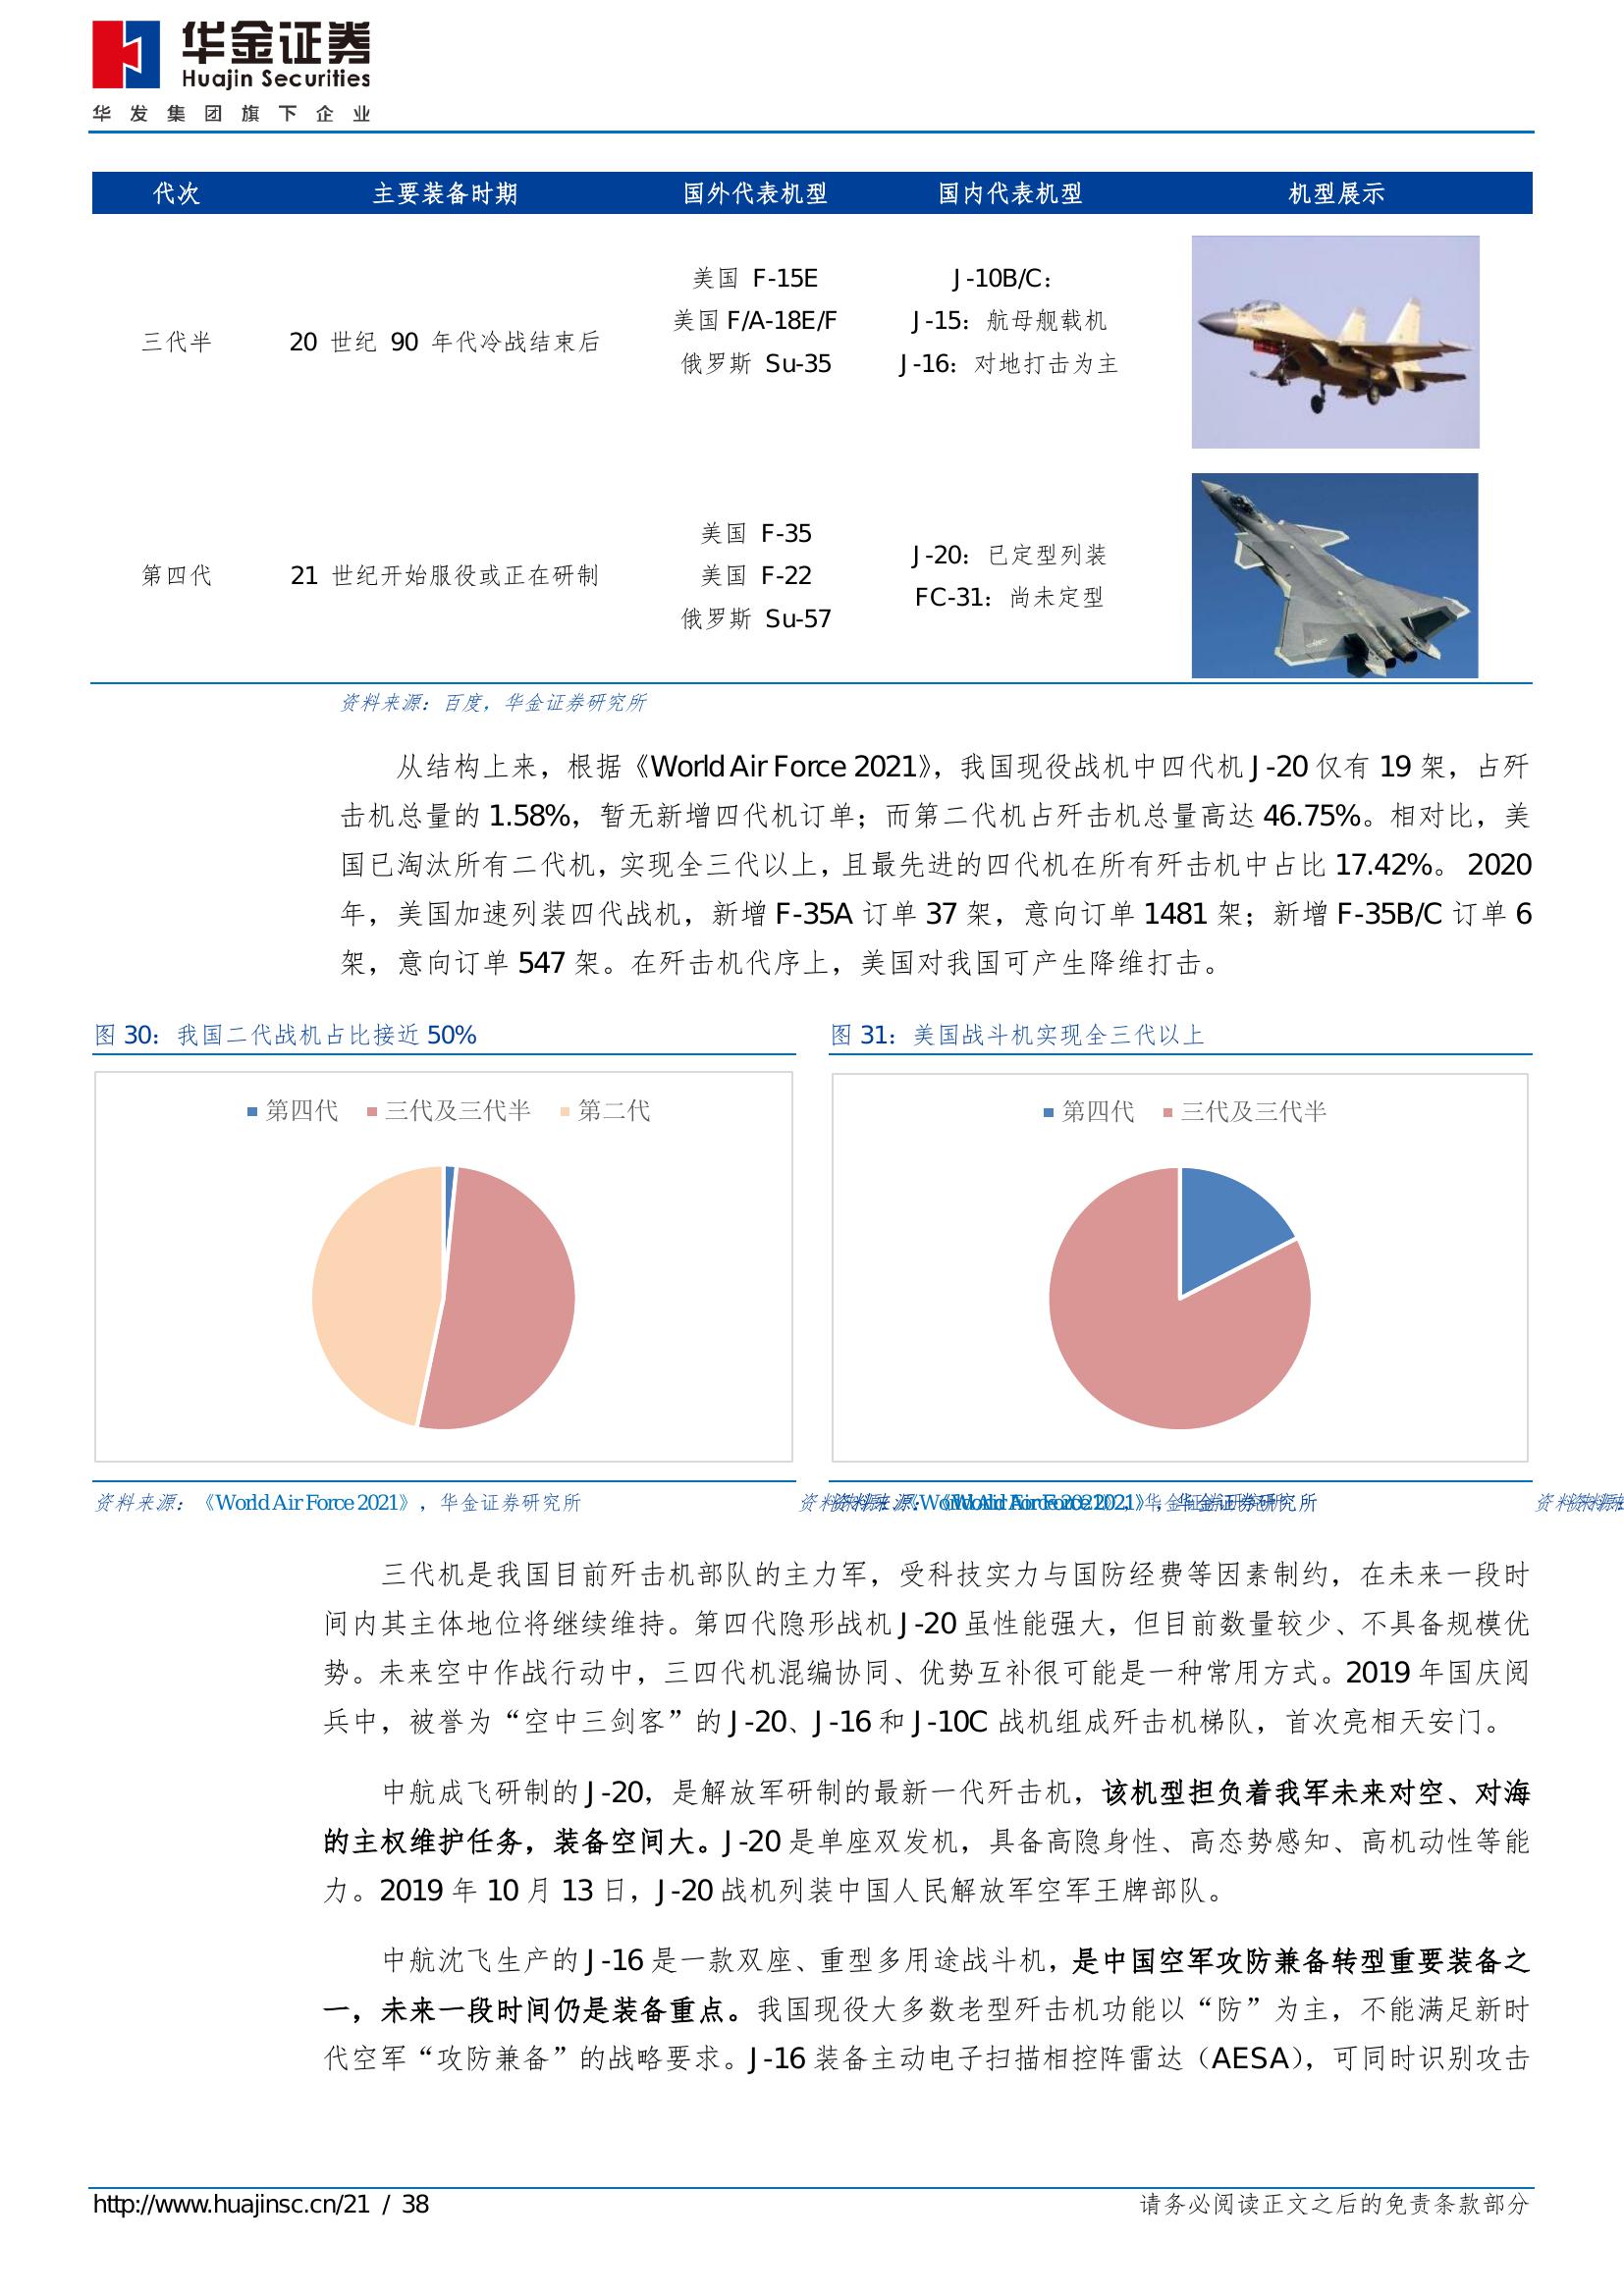 华金证券
Huajin Securities
华发集团旗下企业
代次 主要装备时期 国外代表机型 国内代表机型 机型展示
三代半 20 世纪 90 年代冷战结束后
美国 F-15E
美国 F/A-18E/F
俄罗斯 Su-35
J-10B/C：
J-15：航母舰载机
J-16：对地打击为主
第四代 21 世纪开始服役或正在研制
美国 F-35
美国 F-22
俄罗斯 Su-57
J-20：已定型列装
FC-31：尚未定型
资料来源：百度，华金证券研究所
从结构上来，根据《World Air Force 2021》，我国现役战机中四代机 J-20 仅有 19 架，占歼
击机总量的 1.58%，暂无新增四代机订单；而第二代机占歼击机总量高达 46.75%。相对比，美
国已淘汰所有二代机，实现全三代以上，且最先进的四代机在所有歼击机中占比 17.42%。 2020
年，美国加速列装四代战机，新增 F-35A 订单 37 架，意向订单 1481 架；新增 F-35B/C 订单 6
架，意向订单 547 架。在歼击机代序上，美国对我国可产生降维打击。
图 30：我国二代战机占比接近 50%
第四代 三代及三代半 第二代
资料来源：《World Air Force 2021》，华金证券研究所
图 31：美国战斗机实现全三代以上
第四代 三代及三代半
三代机是我国目前歼击机部队的主力军，受科技实力与国防经费等因素制约，在未来一段时
间内其主体地位将继续维持。第四代隐形战机 J-20 虽性能强大，但目前数量较少、不具备规模优
势。未来空中作战行动中，三四代机混编协同、优势互补很可能是一种常用方式。2019 年国庆阅
兵中，被誉为“空中三剑客”的 J-20、J-16 和 J-10C 战机组成歼击机梯队，首次亮相天安门。
中航成飞研制的 J-20，是解放军研制的最新一代歼击机，该机型担负着我军未来对空、对海
的主权维护任务，装备空间大。J-20 是单座双发机，具备高隐身性、高态势感知、高机动性等能
力。2019 年 10 月 13 日，J-20 战机列装中国人民解放军空军王牌部队。
中航沈飞生产的 J-16 是一款双座、重型多用途战斗机，是中国空军攻防兼备转型重要装备之
一，未来一段时间仍是装备重点。我国现役大多数老型歼击机功能以“防”为主，不能满足新时
代空军“攻防兼备”的战略要求。J-16 装备主动电子扫描相控阵雷达（AESA），可同时识别攻击
http://www.huajinsc.cn/21 / 38 请务必阅读正文之后的免责条款部分